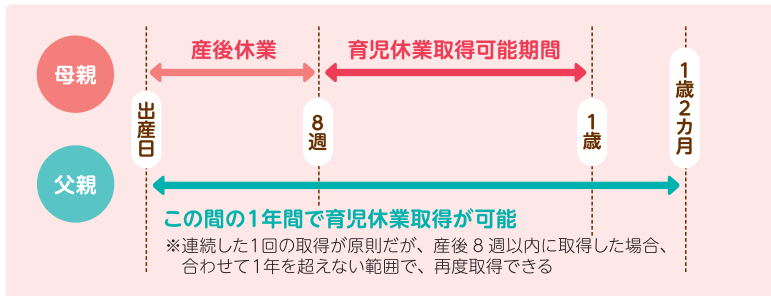 産後休業
育児休業取得可能期間
母親
出産日
8週
1歳
1歳2カ月
父親
この間の1年間で育児休業取得が可能
※連続した1回の取得が原則だが、産後8週以内に取得した場合、
合わせて1年を超えない範囲で、再度取得できる